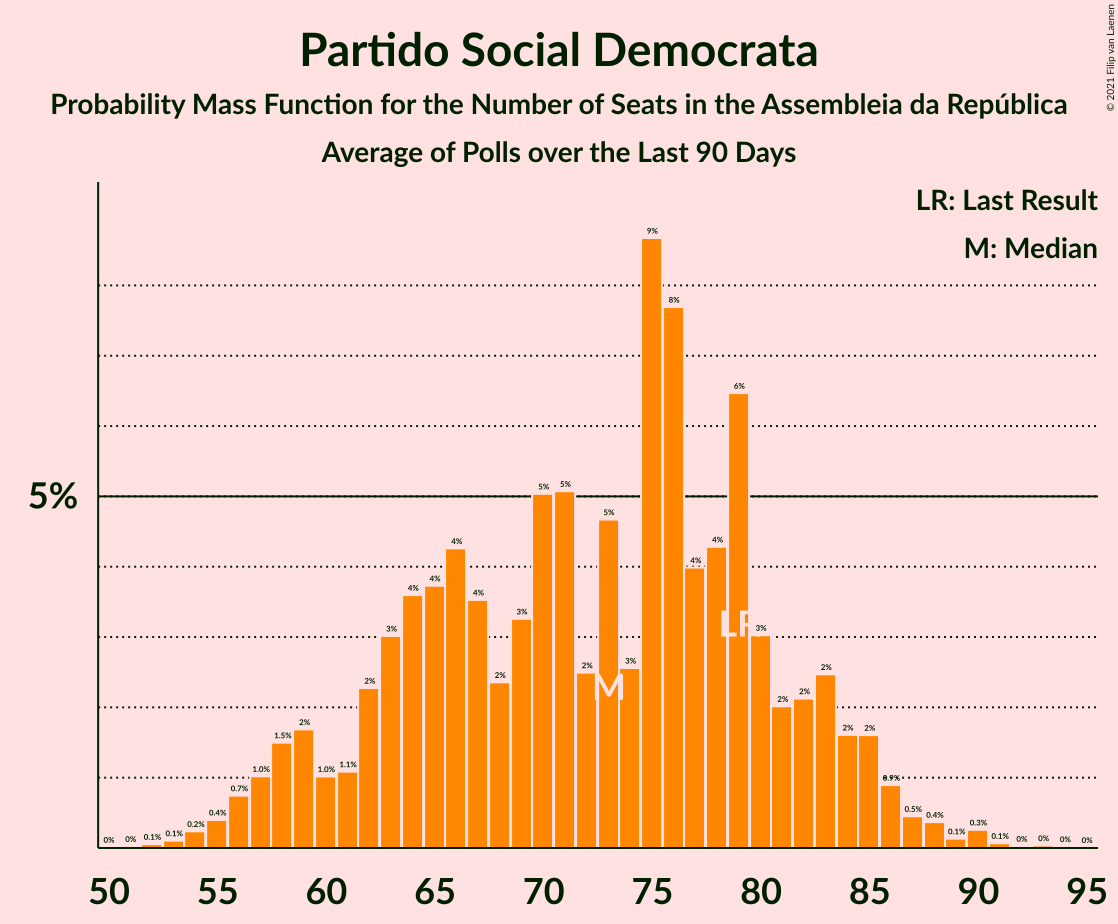 Partido Social Democrata
Probability Mass Function for the Number of Seats in the Assembleia da República
Average of Polls over the Last 90 Days
© 2021 Filip van Laenen
LR: Last Result
M: Median
5%
0% 0% 0.1% 0.1% 0.2% 0.4% 0.7% 1.0% 1.5% 2% 1.0% 1.1% 2% 3% 4% 4% 4% 4% 2% 3% 5% 5% 2% 5% 3% 9% 8% 4% 4% 6% 3% 2% 2% 2% 2% 2% 0.9% 0.5% 0.4% 0.1% 0.3% 0.1% 0% 0% 0% 0%
M LR
50 55 60 65 70 75 80 85 90 95